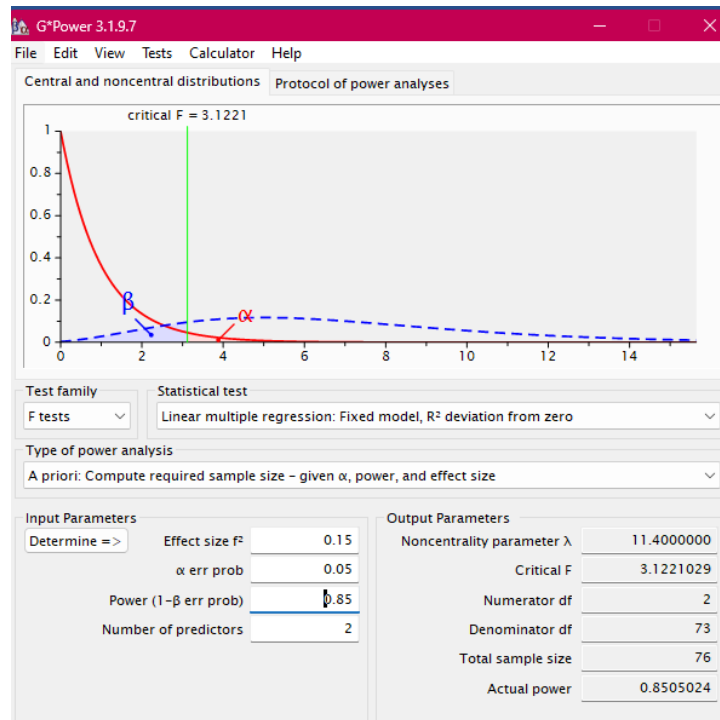 G*Power 3.1.9.7
File Edit View Tests Calculator Help
Central and noncentral distributions Protocol of power analyses
critical F = 3.1221
1
0.8
0.6
0.4
0.2
0
β
α
0 2 4 6 8 10 12 14
Test family Statistical test
F tests Linear multiple regression: Fixed model, R² deviation from zero
Type of power analysis
A priori: Compute required sample size – given α, power, and effect size
Input Parameters Output Parameters
Determine => Effect size f² 0.15 Noncentrality parameter λ 11.4000000
α err prob 0.05 Critical F 3.1221029
Power (1-β err prob) 0.85 Numerator df 2
Number of predictors 2 Denominator df 73
Total sample size 76
Actual power 0.8505024